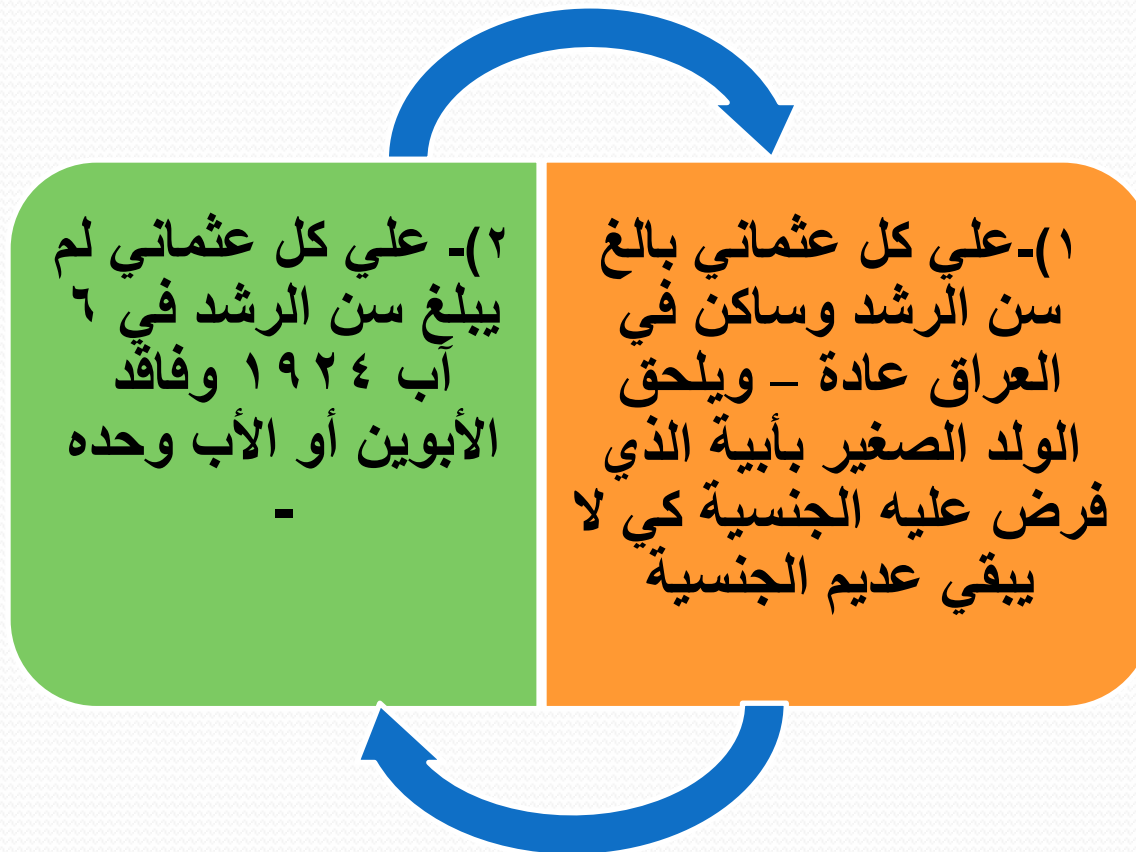 ١)-علي كل عثماني بالغ
سن الرشد وساكن في
العراق عادة – ويلحق
الولد الصغير بأبية الذي
فرض عليه الجنسية كي لا
يبقي عديم الجنسية
٢)- علي كل عثماني لم
يبلغ سن الرشد في ٦
آب ١٩٢٤ وفاقد
الأبوين أو الأب وحده
-